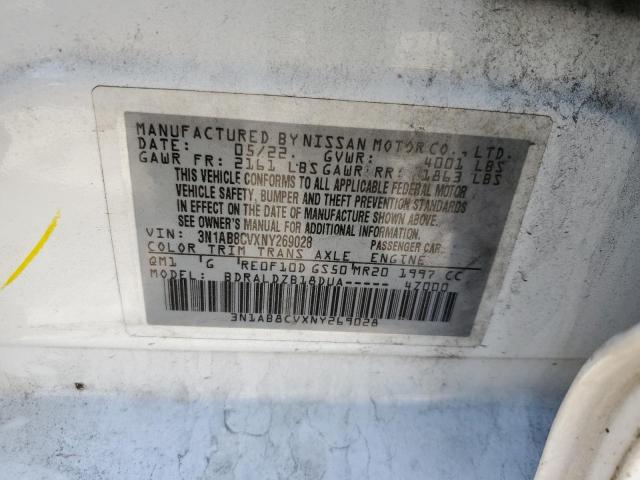 MANUFACTURED BY NISSAN MOTOR CO., LTD.
DATE: 05/22. GVWR: 4001 LBS
GAWR FR: 2161 LBS GAWR RR: 1863 LBS
THIS VEHICLE CONFORMS TO ALL APPLICABLE FEDERAL MOTOR
VEHICLE SAFETY, BUMPER AND THEFT PREVENTION STANDARDS
IN EFFECT ON THE DATE OF MANUFACTURE SHOWN ABOVE.
SEE OWNER'S MANUAL FOR ADDITIONAL INFORMATION.
VIN: 3N1AB8CVXNY269028 PASSENGER CAR
COLOR TRIM TRANS AXLE ENGINE
QM1 G RE0F10D GS50 MR20 1997 CC
MODEL: BDRALDZB18DUA----- 4Z000
3N1AB8CVXNY269028